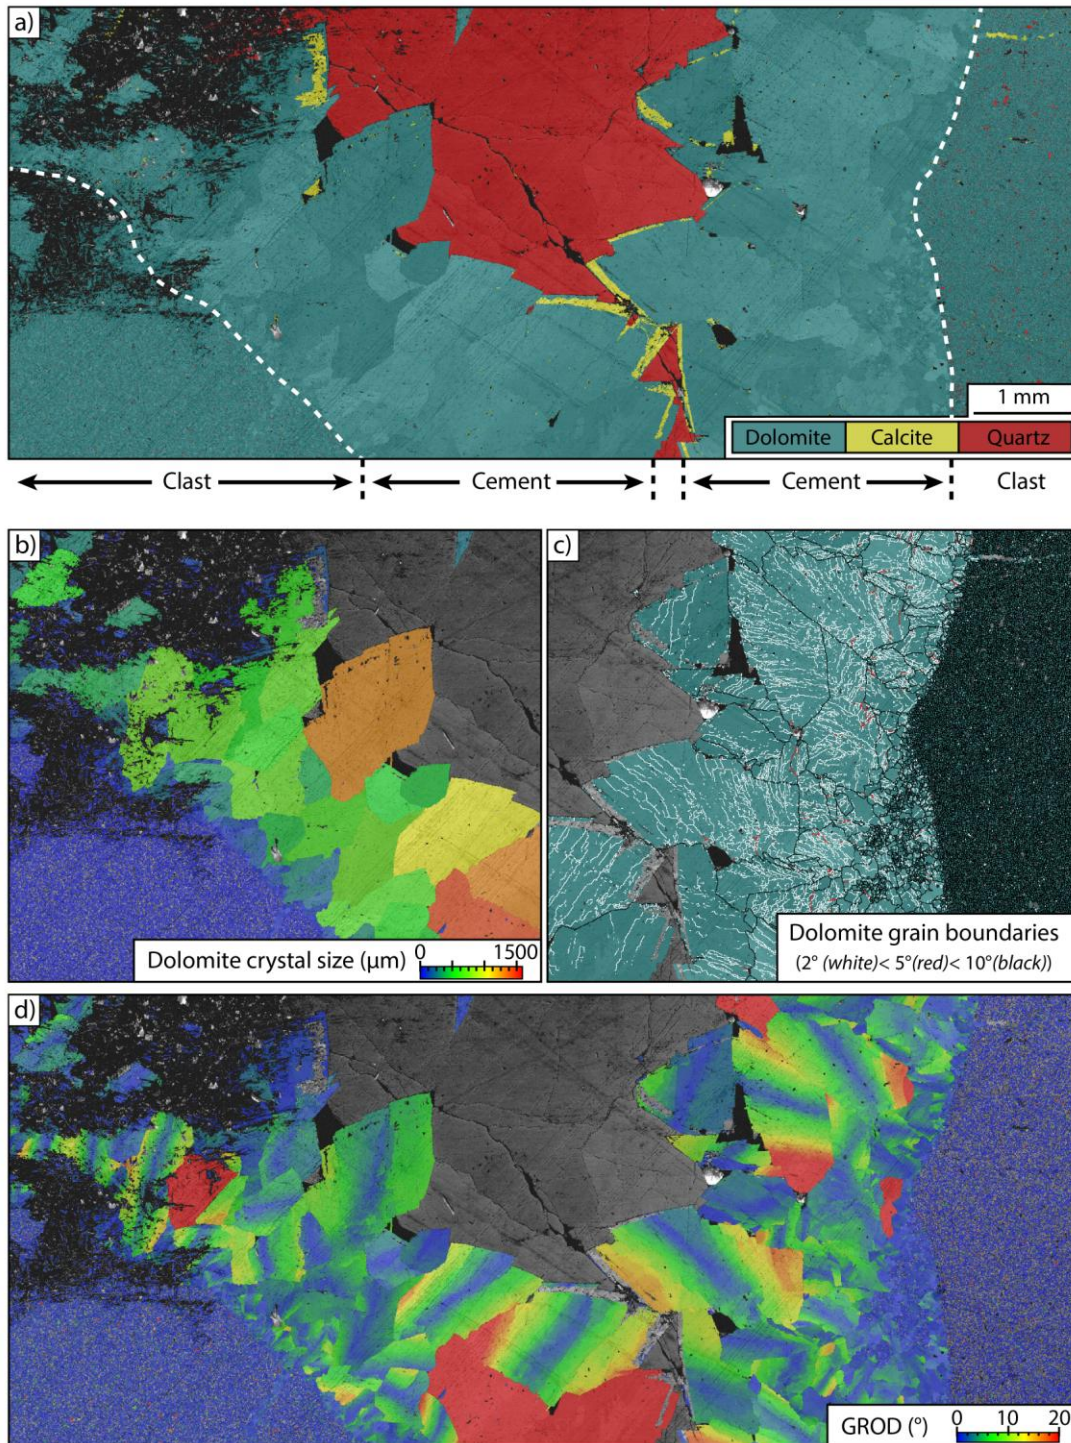 a)
1 mm
Dolomite Calcite Quartz
Clast Cement Cement Clast
b)
Dolomite crystal size (µm) 0 1500
c)
Dolomite grain boundaries
(2° (white)< 5°(red)< 10°(black))
d)
GROD (°) 0 10 20